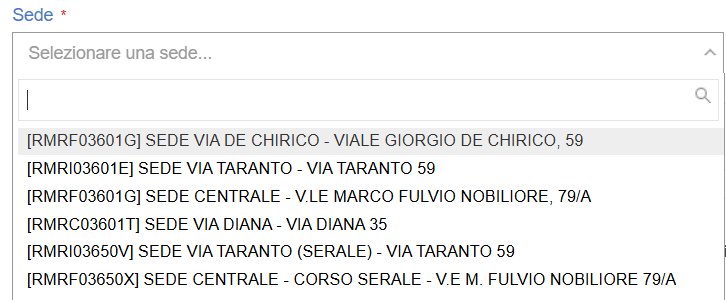 Sede *
Selezionare una sede...
[RMRF03601G] SEDE VIA DE CHIRICO - VIALE GIORGIO DE CHIRICO, 59
[RMRI03601E] SEDE VIA TARANTO - VIA TARANTO 59
[RMRF03601G] SEDE CENTRALE - V.LE MARCO FULVIO NOBILIORE, 79/A
[RMRC03601T] SEDE VIA DIANA - VIA DIANA 35
[RMRI03650V] SEDE VIA TARANTO (SERALE) - VIA TARANTO 59
[RMRF03650X] SEDE CENTRALE - CORSO SERALE - V.E M. FULVIO NOBILIORE 79/A